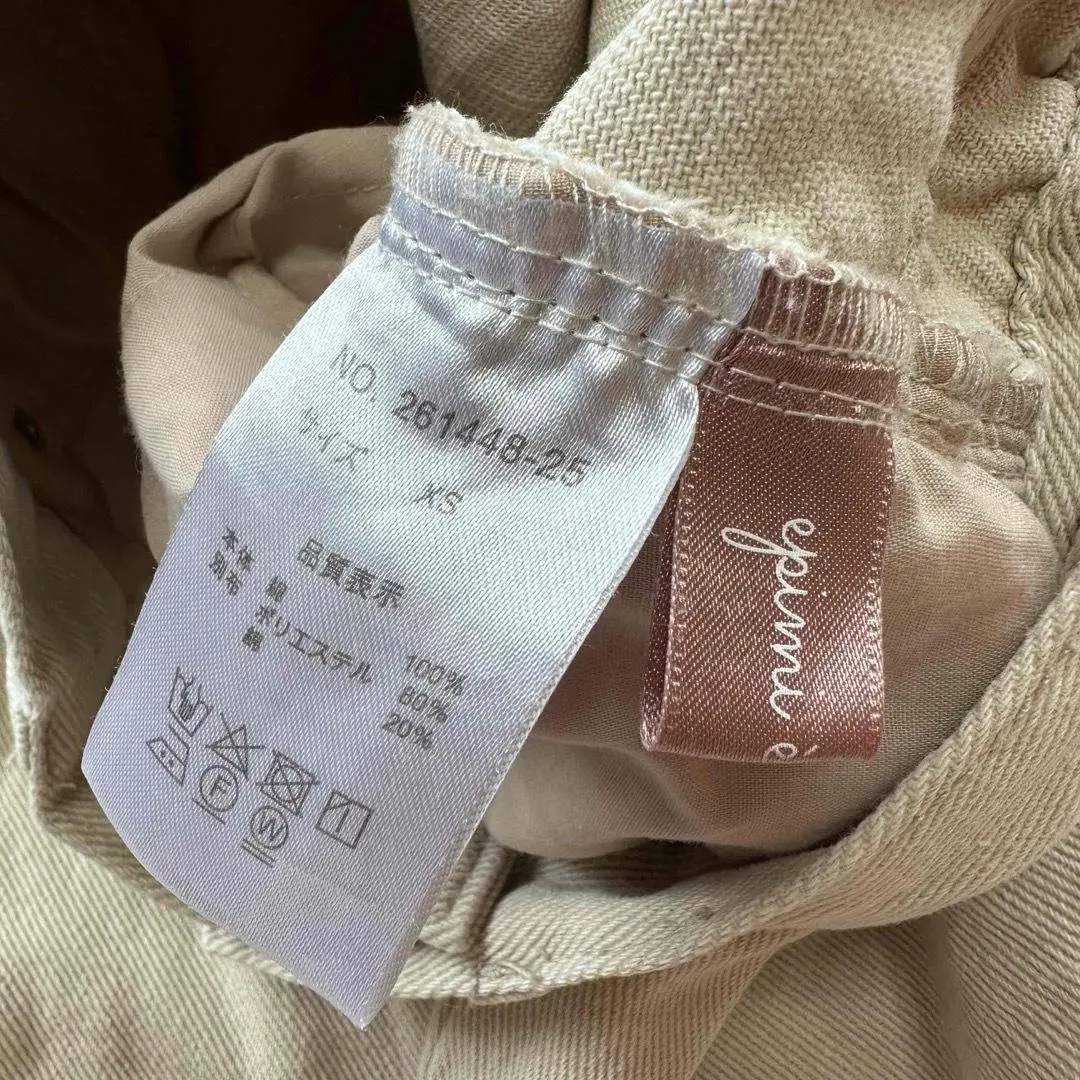 NO. 261448-25
サイズ
XS
品質表示
本体 綿 100%
別布 ポリエステル 80%
綿 20%
F
W
epine è